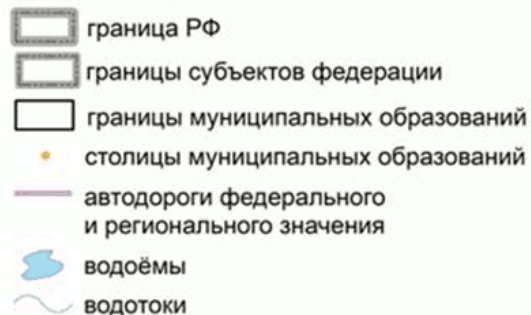 граница РФ
границы субъектов федерации
границы муниципальных образований
столицы муниципальных образований
автодороги федерального
и регионального значения
водоёмы
водотоки